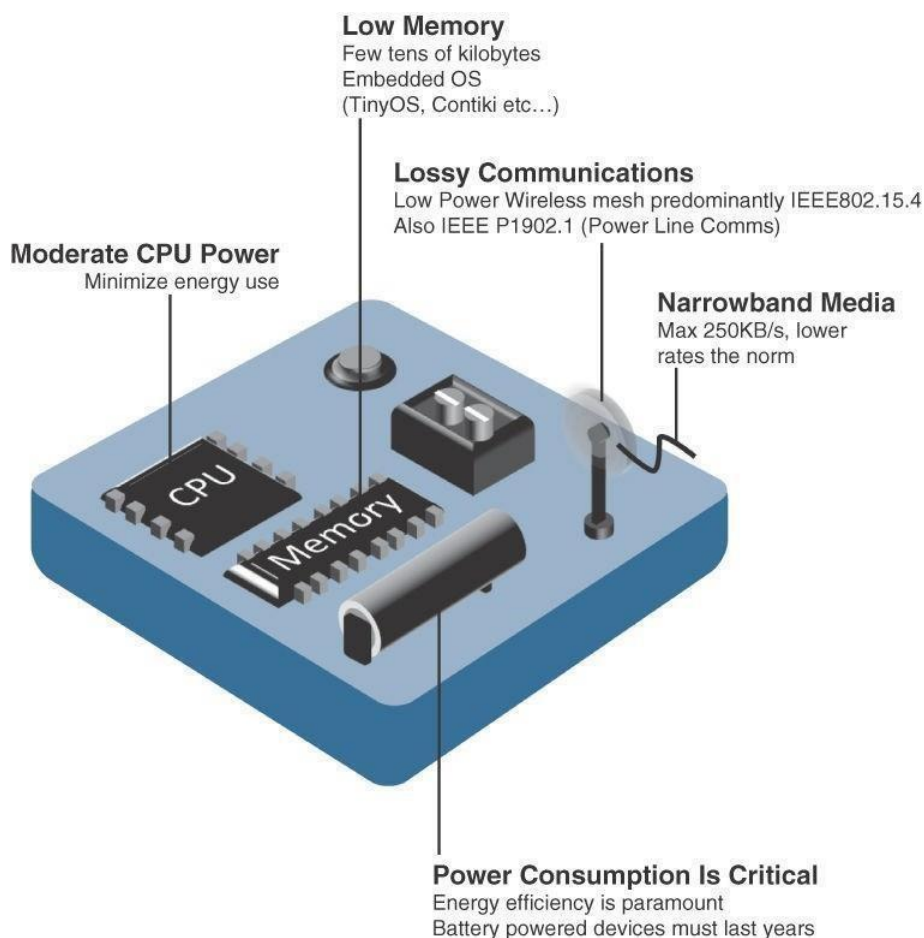 Low Memory
Few tens of kilobytes
Embedded OS
(TinyOS, Contiki etc…)
Lossy Communications
Low Power Wireless mesh predominantly IEEE802.15.4
Also IEEE P1902.1 (Power Line Comms)
Moderate CPU Power
Minimize energy use
Narrowband Media
Max 250KB/s, lower
rates the norm
CPU
Memory
Power Consumption Is Critical
Energy efficiency is paramount
Battery powered devices must last years